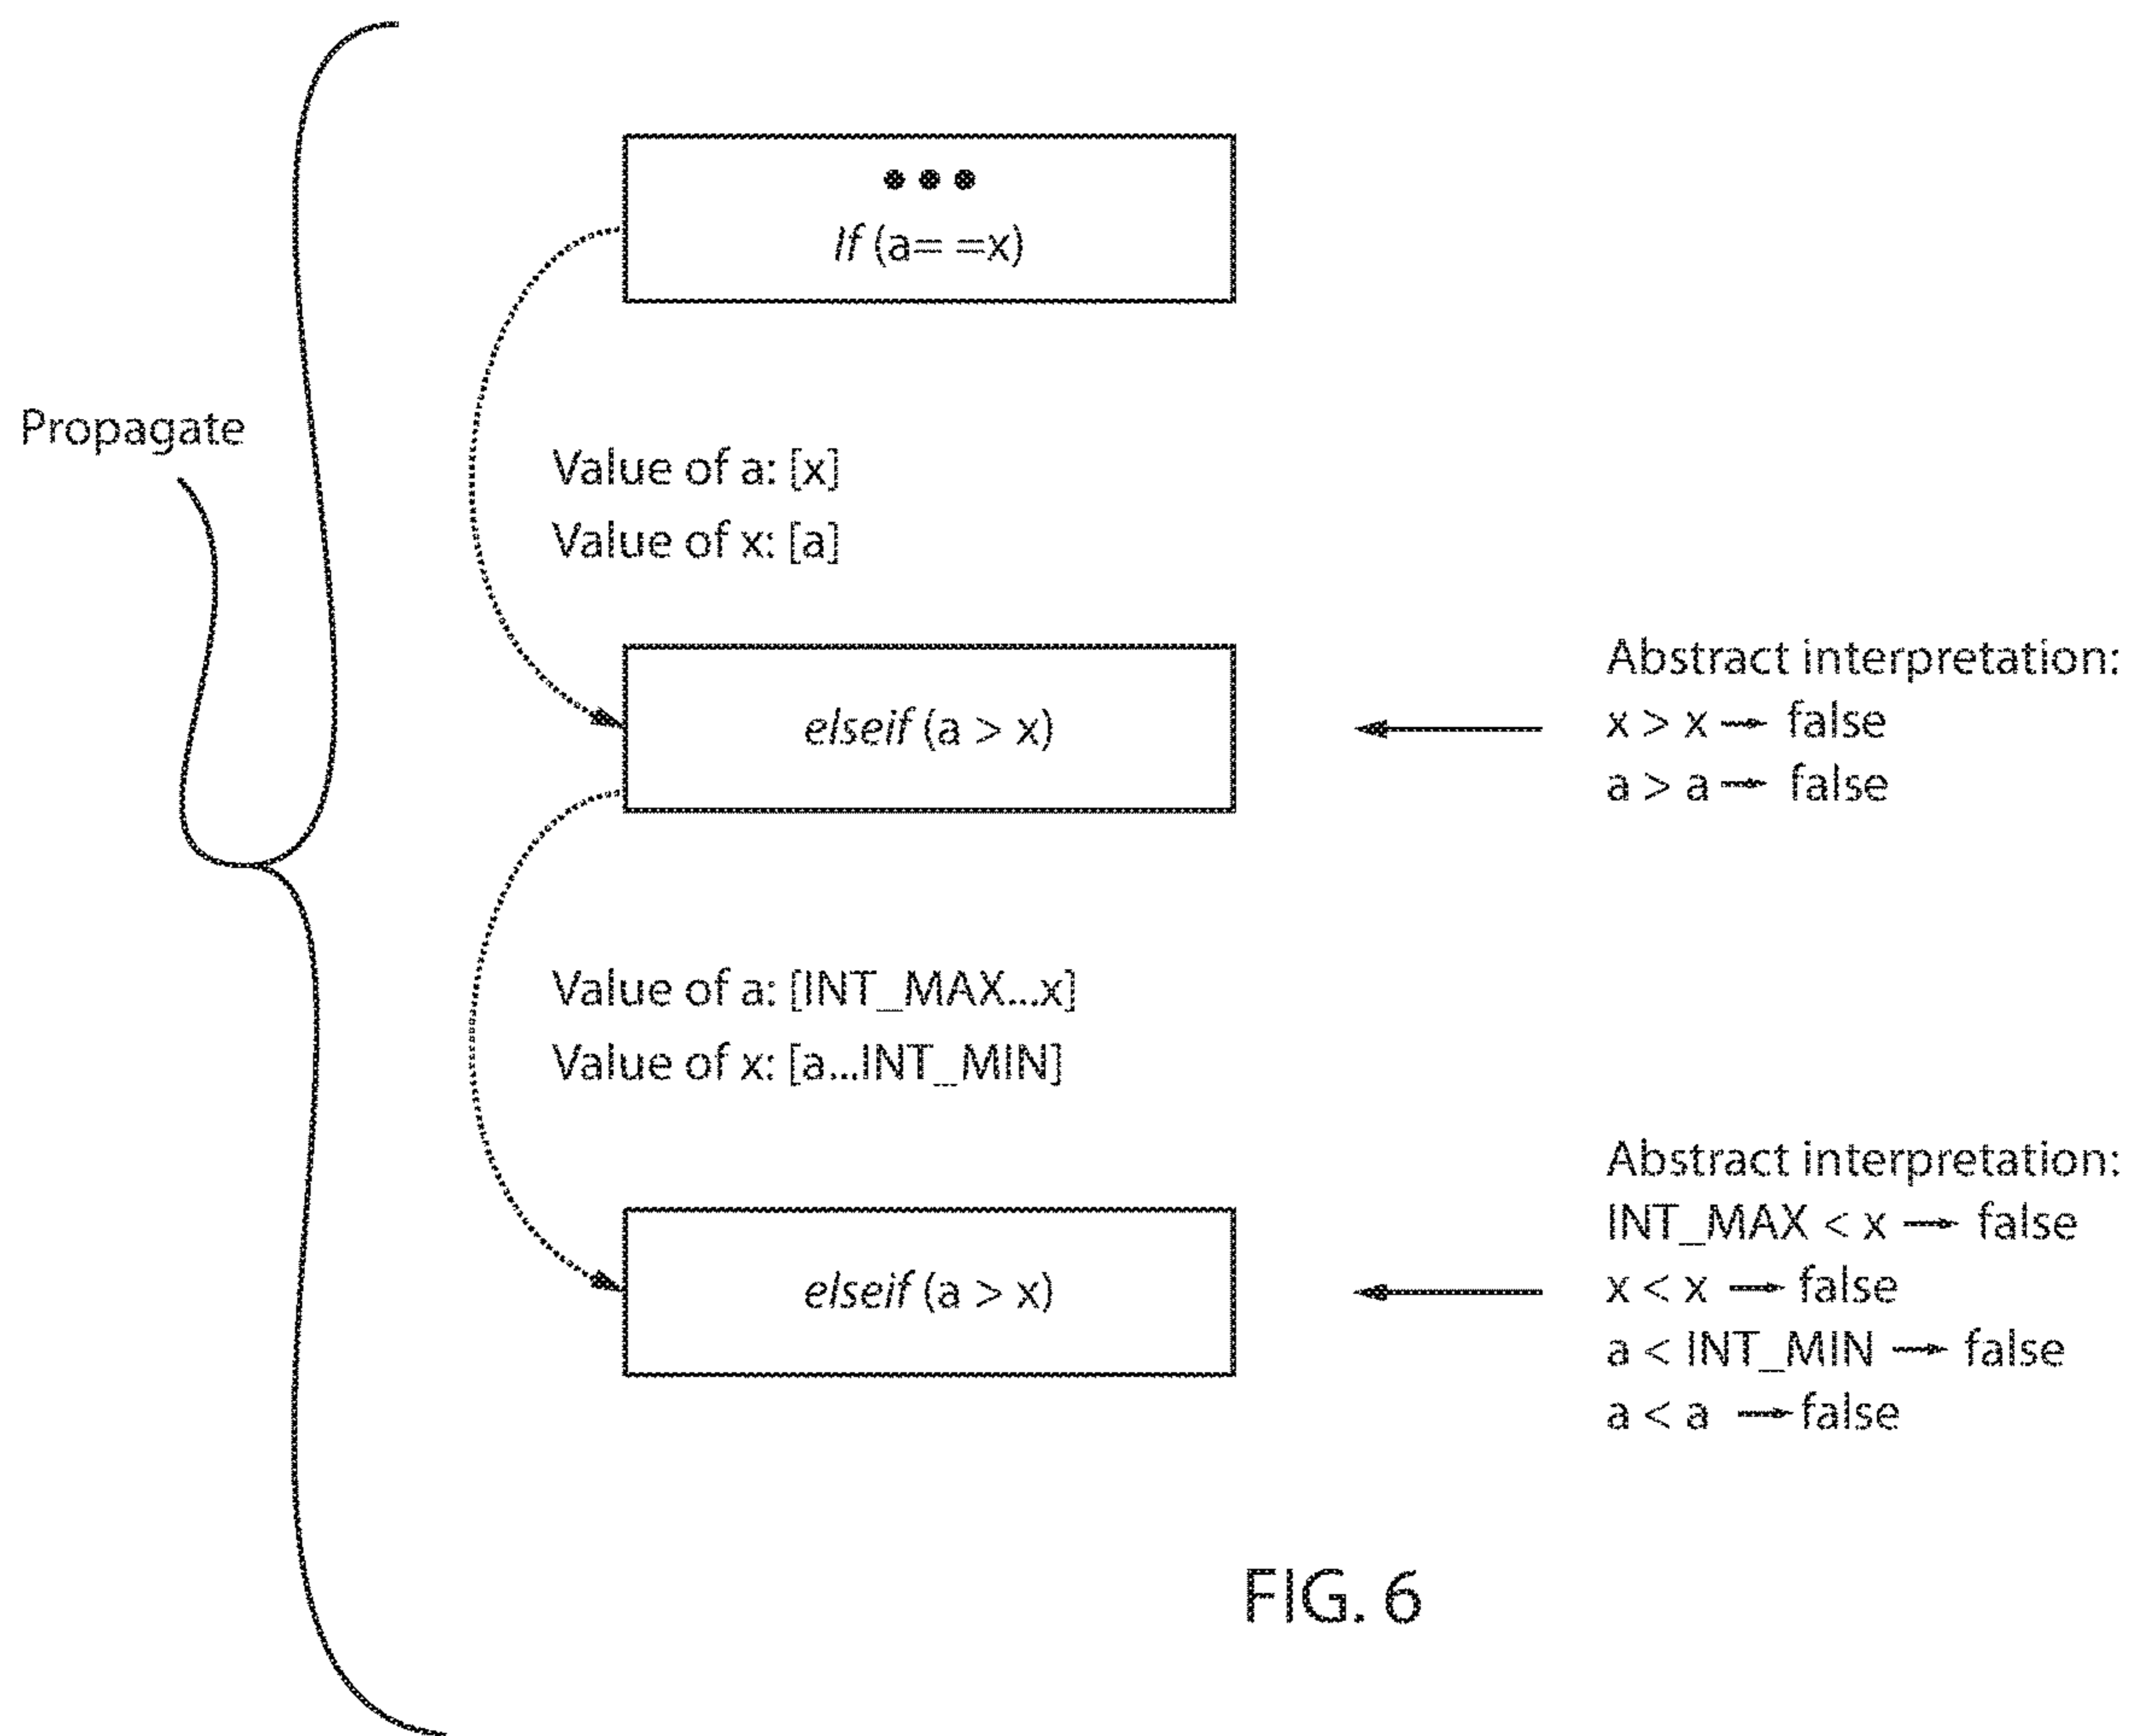 •••
If (a= =x)
Propagate
Value of a: [x]
Value of x: [a]
elseif (a > x)
Abstract interpretation:
x > x → false
a > a → false
Value of a: [INT_MAX...x]
Value of x: [a...INT_MIN]
elseif (a > x)
Abstract interpretation:
INT_MAX < x → false
x < x → false
a < INT_MIN → false
a < a → false
FIG. 6